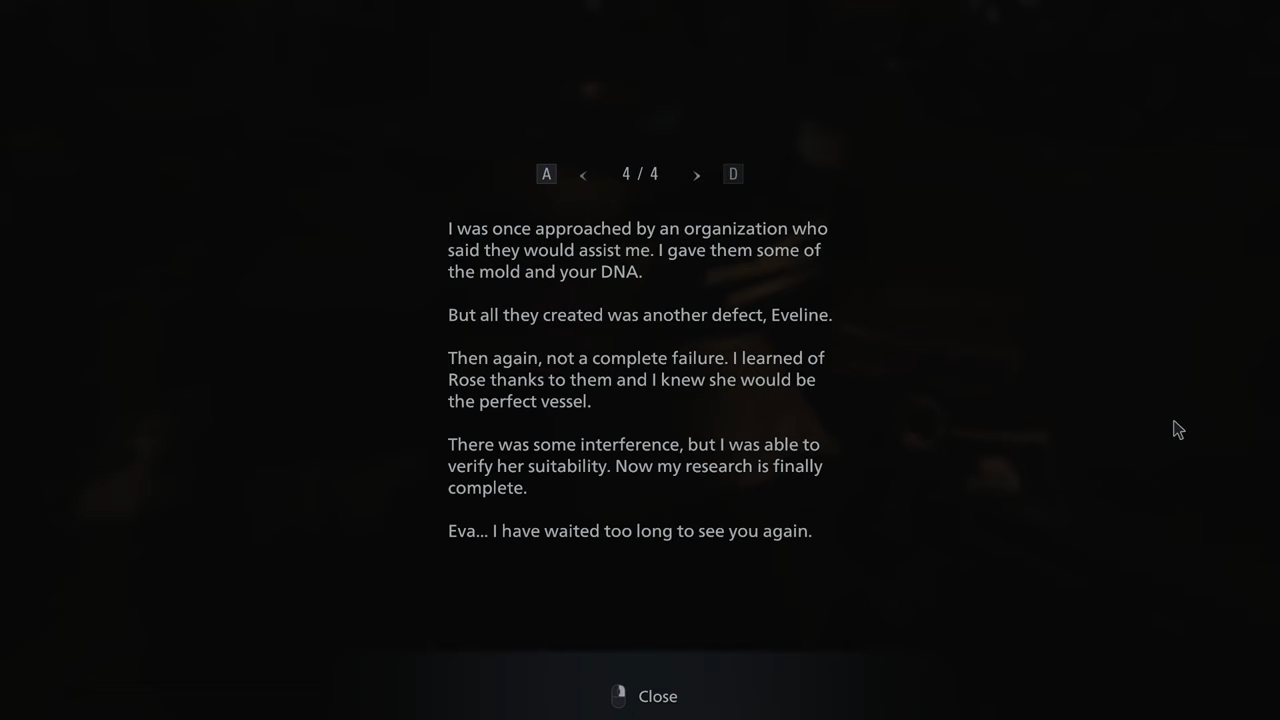 A < 4 / 4 > D
I was once approached by an organization who
said they would assist me. I gave them some of
the mold and your DNA.
But all they created was another defect, Eveline.
Then again, not a complete failure. I learned of
Rose thanks to them and I knew she would be
the perfect vessel.
There was some interference, but I was able to
verify her suitability. Now my research is finally
complete.
Eva... I have waited too long to see you again.
Close